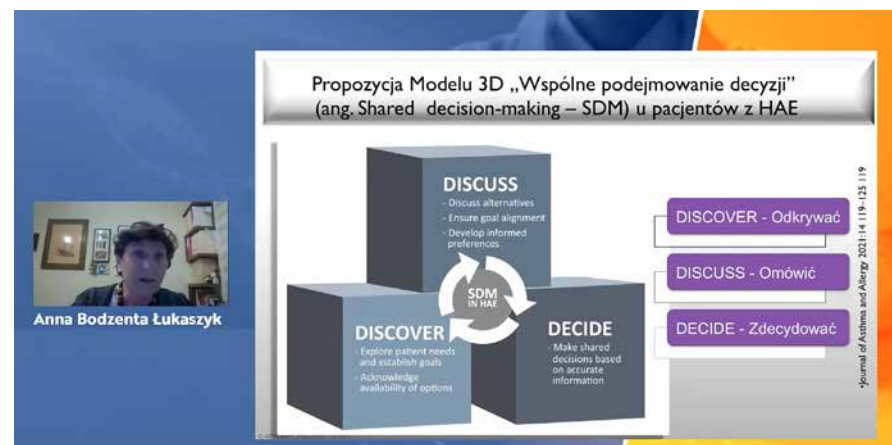 Propozycja Modelu 3D „Wspólne podejmowanie decyzji”
(ang. Shared decision-making – SDM) u pacjentów z HAE
DISCUSS
- Discuss alternatives
- Ensure goal alignment
- Develop informed
preferences
SDM
IN HAE
DISCOVER
- Explore patient needs
and establish goals
- Acknowledge
availability of options
DECIDE
- Make shared
decisions based
on accurate
information
DISCOVER - Odkrywać
DISCUSS - Omówić
DECIDE - Zdecydować
•Journal of Asthma and Allergy 2021:14 119–125 119
Anna Bodzenta Łukaszyk